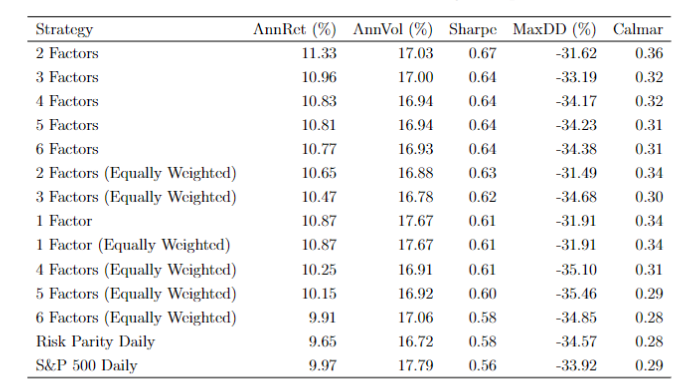 Strategy AnnRet (%) AnnVol (%) Sharpe MaxDD (%) Calmar
2 Factors 11.33 17.03 0.67 -31.62 0.36
3 Factors 10.96 17.00 0.64 -33.19 0.32
4 Factors 10.83 16.94 0.64 -34.17 0.32
5 Factors 10.81 16.94 0.64 -34.23 0.31
6 Factors 10.77 16.93 0.64 -34.38 0.31
2 Factors (Equally Weighted) 10.65 16.88 0.63 -31.49 0.34
3 Factors (Equally Weighted) 10.47 16.78 0.62 -34.68 0.30
1 Factor 10.87 17.67 0.61 -31.91 0.34
1 Factor (Equally Weighted) 10.87 17.67 0.61 -31.91 0.34
4 Factors (Equally Weighted) 10.25 16.91 0.61 -35.10 0.31
5 Factors (Equally Weighted) 10.15 16.92 0.60 -35.46 0.29
6 Factors (Equally Weighted) 9.91 17.06 0.58 -34.85 0.28
Risk Parity Daily 9.65 16.72 0.58 -34.57 0.28
S&P 500 Daily 9.97 17.79 0.56 -33.92 0.29